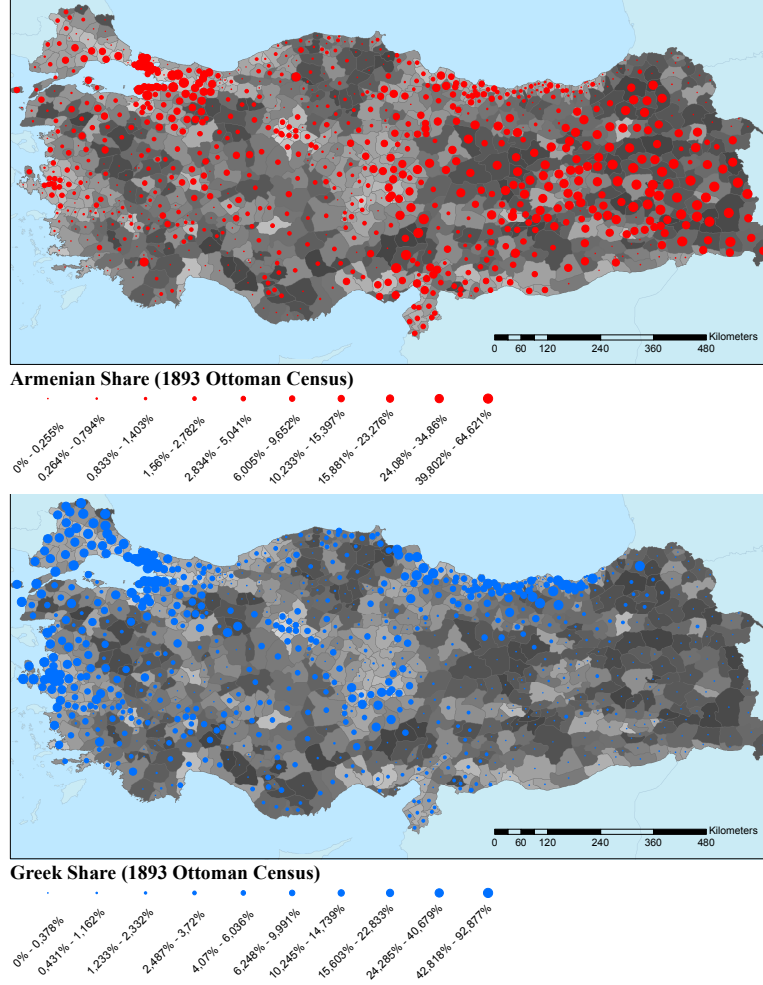 Kilometers
0 60 120 240 360 480
Armenian Share (1893 Ottoman Census)
0% - 0,255%
0,264% - 0,794%
0,833% - 1,403%
1,56% - 2,782%
2,834% - 5,041%
6,005% - 9,652%
10,233% - 15,397%
15,881% - 23,276%
24,08% - 34,86%
39,802% - 64,621%
Kilometers
0 60 120 240 360 480
Greek Share (1893 Ottoman Census)
0% - 0,378%
0,431% - 1,162%
1,233% - 2,332%
2,487% - 3,72%
4,07% - 6,036%
6,248% - 9,991%
10,245% - 14,739%
15,603% - 22,833%
24,285% - 40,679%
42,818% - 92,877%